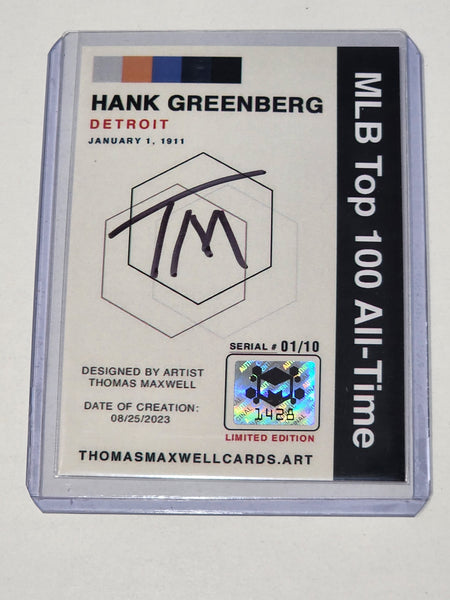 HANK GREENBERG
DETROIT
JANUARY 1, 1911
TM
SERIAL # 01/10
1428
LIMITED EDITION
DESIGNED BY ARTIST
THOMAS MAXWELL
DATE OF CREATION:
08/25/2023
THOMASMAXWELLCARDS.ART
MLB Top 100 All-Time